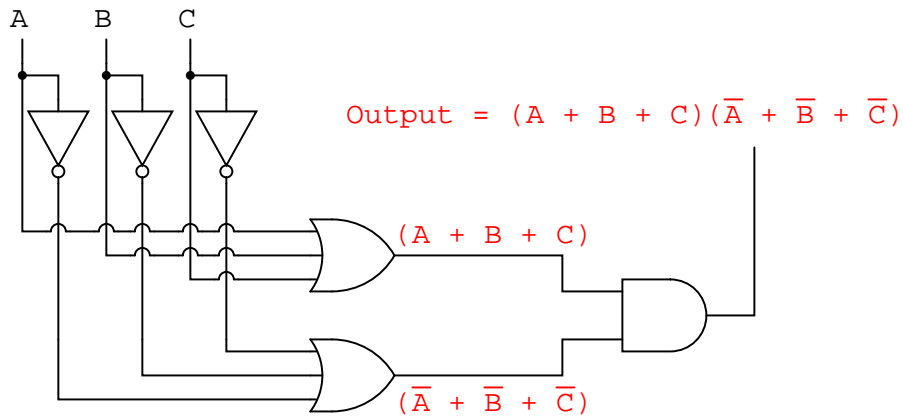 A B C
Output = (A + B + C)(A̅ + B̅ + C̅)
(A + B + C)
(A̅ + B̅ + C̅)